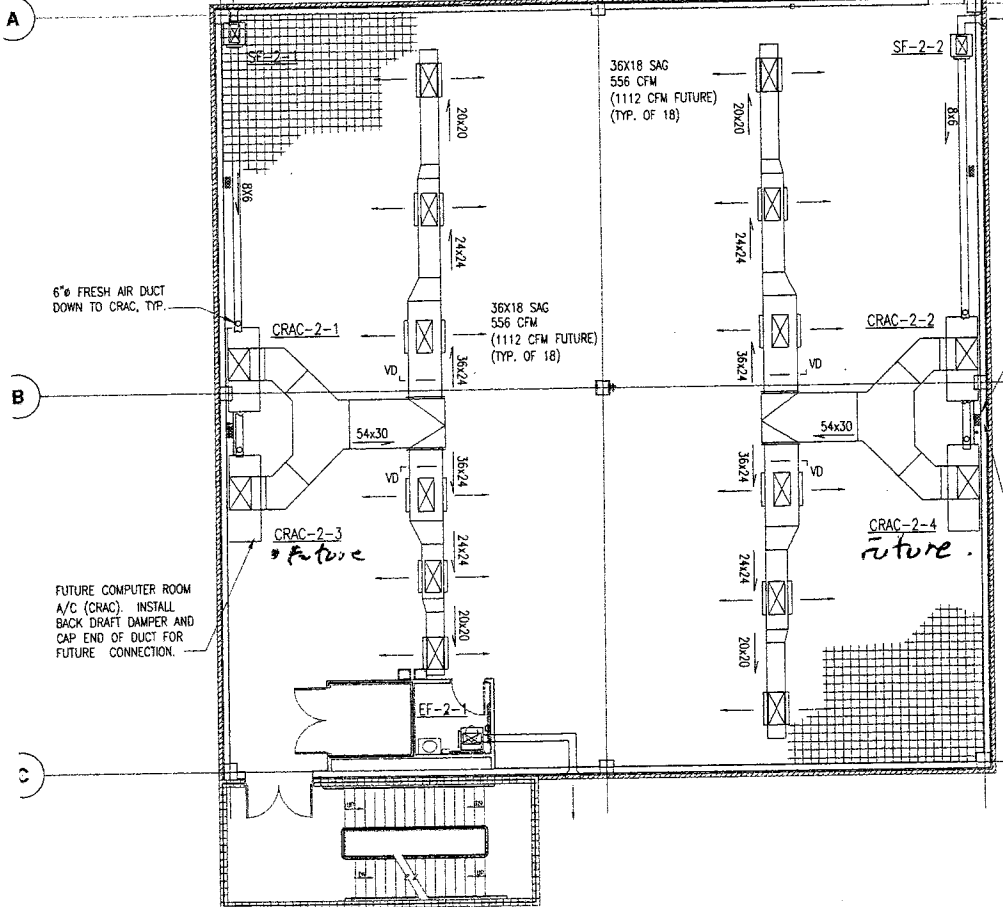 A
SF-2-1
SF-2-2
36X18 SAG
556 CFM
(1112 CFM FUTURE)
(TYP. OF 18)
20x20
20x20
8x6
8X6
24x24
24x24
6"ø FRESH AIR DUCT
DOWN TO CRAC, TYP.
CRAC-2-1
36X18 SAG
556 CFM
(1112 CFM FUTURE)
(TYP. OF 18)
CRAC-2-2
VD
36x24
36x24
VD
B
54x30
54x30
VD
36x24
36x24
VD
CRAC-2-3
* Future
CRAC-2-4
Future.
24x24
24x24
FUTURE COMPUTER ROOM
A/C (CRAC). INSTALL
BACK DRAFT DAMPER AND
CAP END OF DUCT FOR
FUTURE CONNECTION.
20x20
20x20
EF-2-1
C